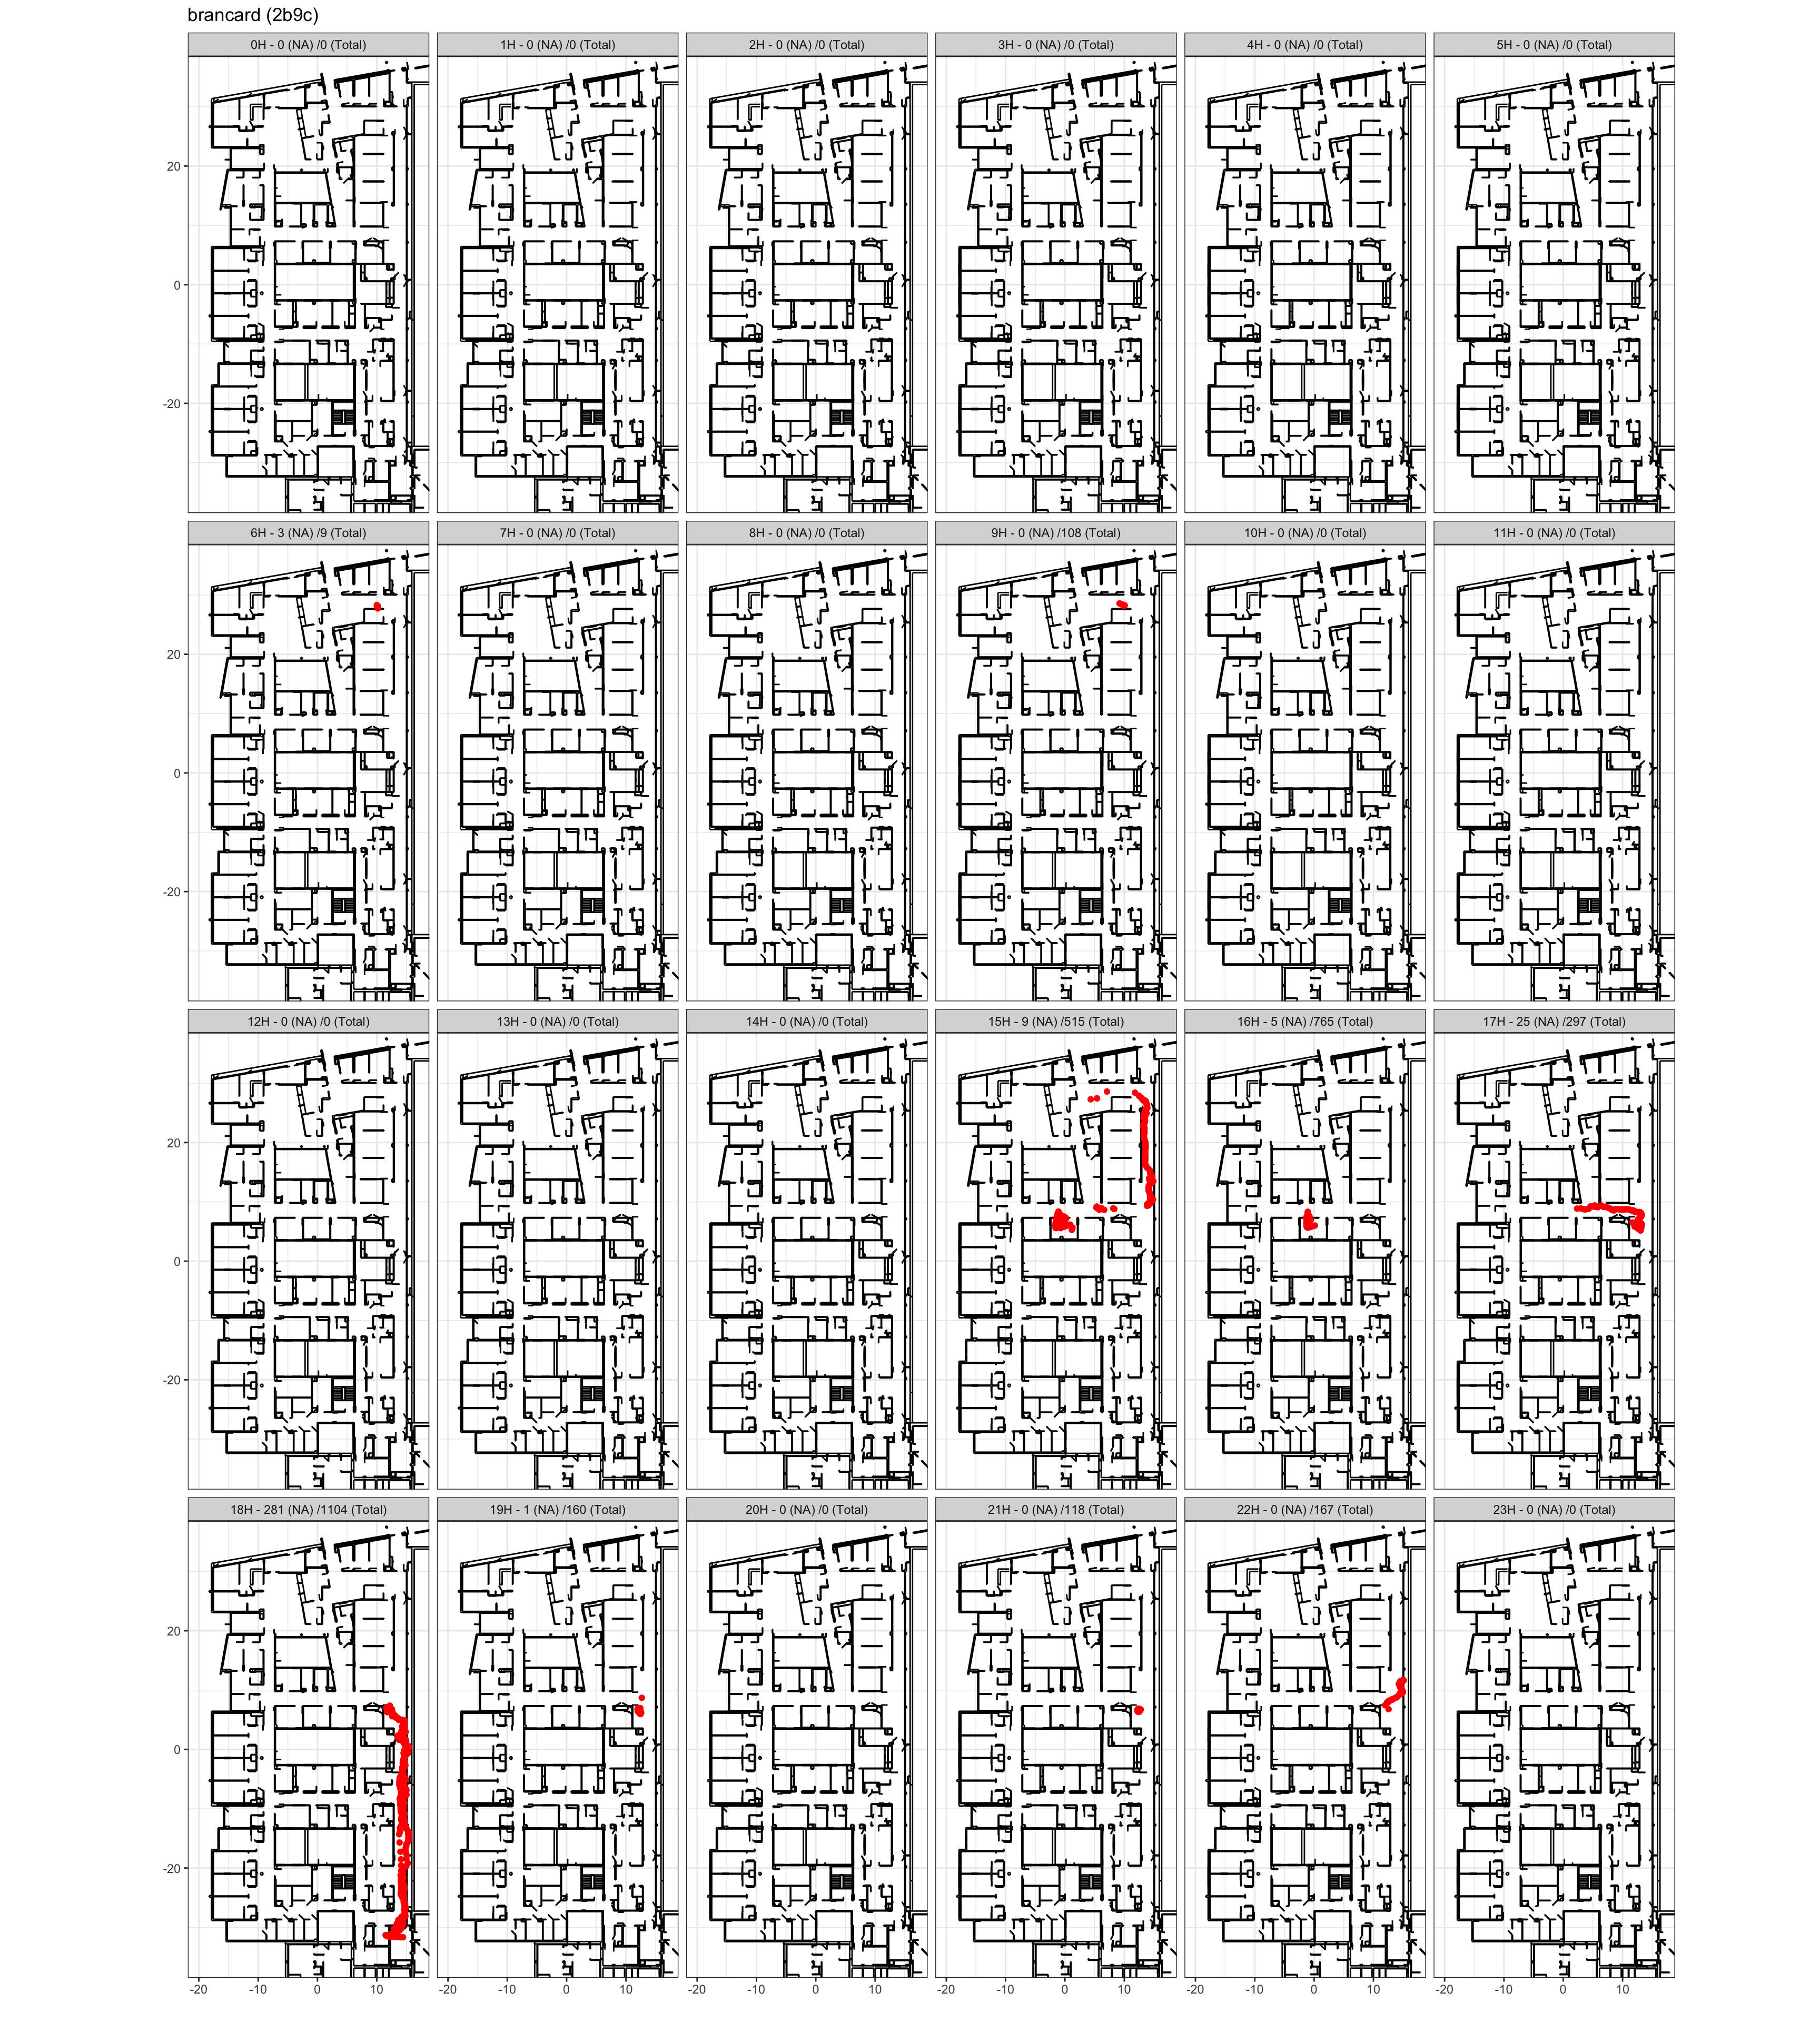 brancard (2b9c)
0H - 0 (NA) /0 (Total)
1H - 0 (NA) /0 (Total)
2H - 0 (NA) /0 (Total)
3H - 0 (NA) /0 (Total)
4H - 0 (NA) /0 (Total)
5H - 0 (NA) /0 (Total)
20
0
-20
6H - 3 (NA) /9 (Total)
7H - 0 (NA) /0 (Total)
8H - 0 (NA) /0 (Total)
9H - 0 (NA) /108 (Total)
10H - 0 (NA) /0 (Total)
11H - 0 (NA) /0 (Total)
20
0
-20
12H - 0 (NA) /0 (Total)
13H - 0 (NA) /0 (Total)
14H - 0 (NA) /0 (Total)
15H - 9 (NA) /515 (Total)
16H - 5 (NA) /765 (Total)
17H - 25 (NA) /297 (Total)
20
0
-20
18H - 281 (NA) /1104 (Total)
19H - 1 (NA) /160 (Total)
20H - 0 (NA) /0 (Total)
21H - 0 (NA) /118 (Total)
22H - 0 (NA) /167 (Total)
23H - 0 (NA) /0 (Total)
20
0
-20
-20 -10 0 10
-20 -10 0 10
-20 -10 0 10
-20 -10 0 10
-20 -10 0 10
-20 -10 0 10